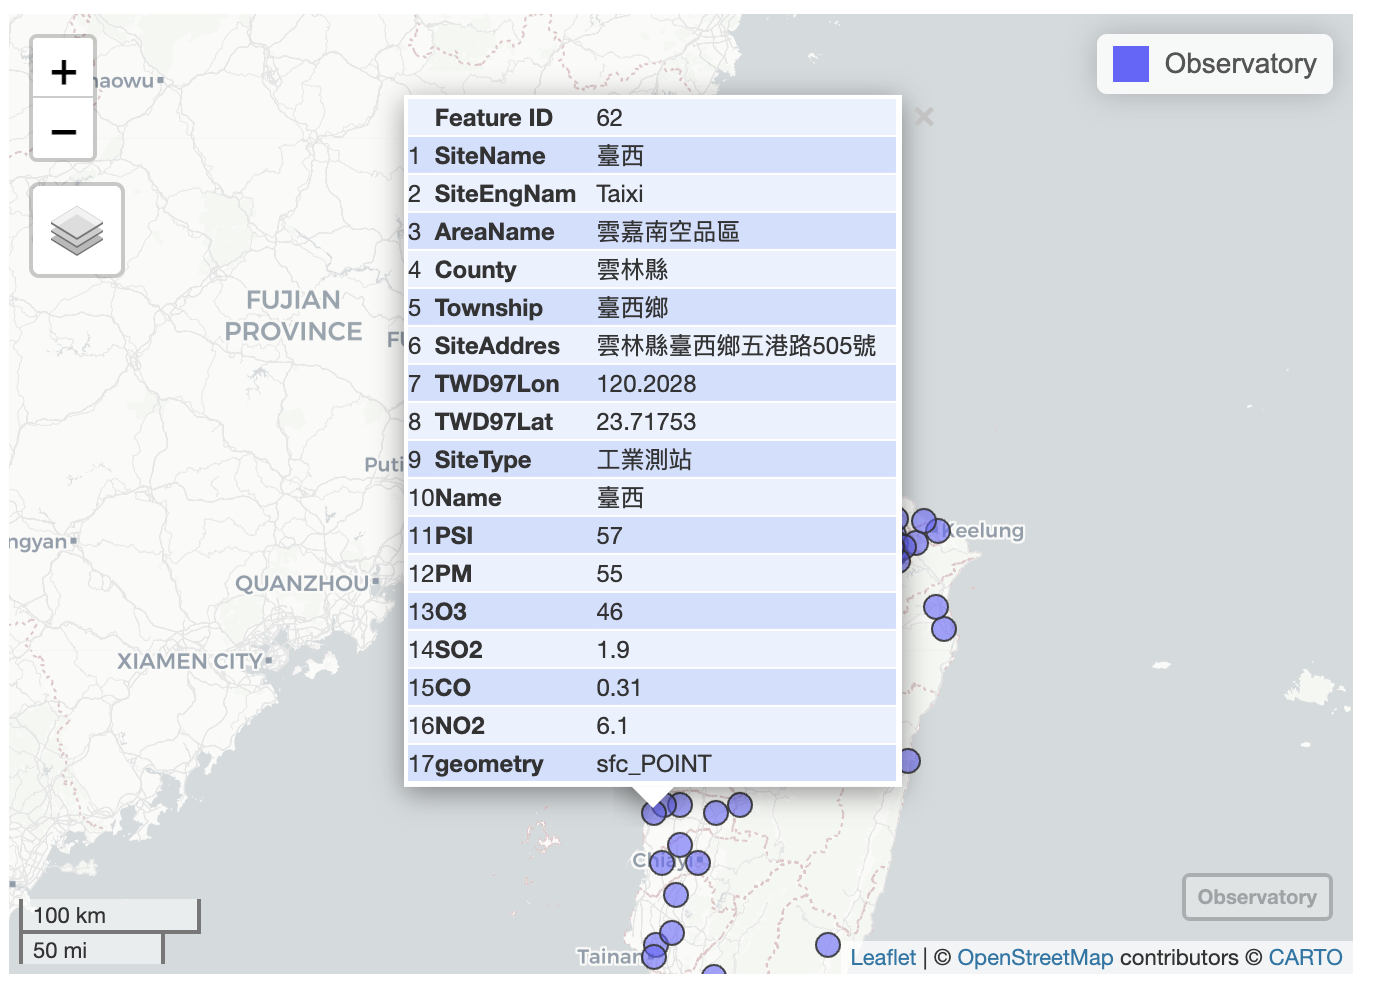 +
−
Observatory
×
Feature ID 62
1 SiteName 臺西
2 SiteEngNam Taixi
3 AreaName 雲嘉南空品區
4 County 雲林縣
5 Township 臺西鄉
6 SiteAddres 雲林縣臺西鄉五港路505號
7 TWD97Lon 120.2028
8 TWD97Lat 23.71753
9 SiteType 工業測站
10 Name 臺西
11 PSI 57
12 PM 55
13 O3 46
14 SO2 1.9
15 CO 0.31
16 NO2 6.1
17 geometry sfc_POINT
FUJIAN
PROVINCE
Keelung
QUANZHOU
XIAMEN CITY
Chiayi
Tainan
Observatory
100 km
50 mi
Leaflet | © OpenStreetMap contributors © CARTO